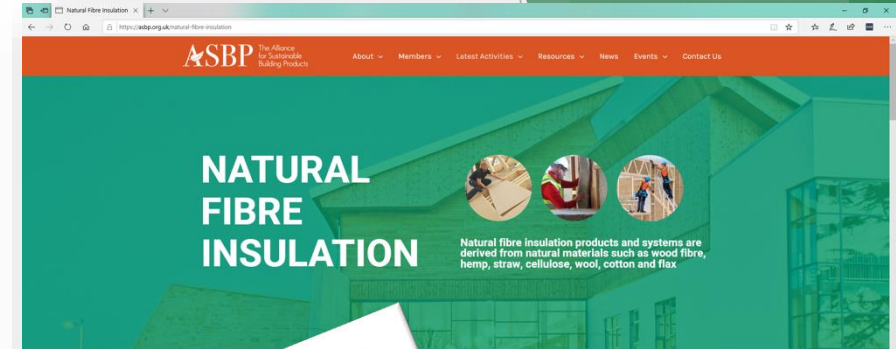 Natural Fibre Insulation
https://asbp.org.uk/natural-fibre-insulation
ASBP The Alliance
for Sustainable
Building Products
About
Members
Latest Activities
Resources
News
Events
Contact Us
NATURAL
FIBRE
INSULATION
Natural fibre insulation products and systems are
derived from natural materials such as wood fibre,
hemp, straw, cellulose, wool, cotton and flax